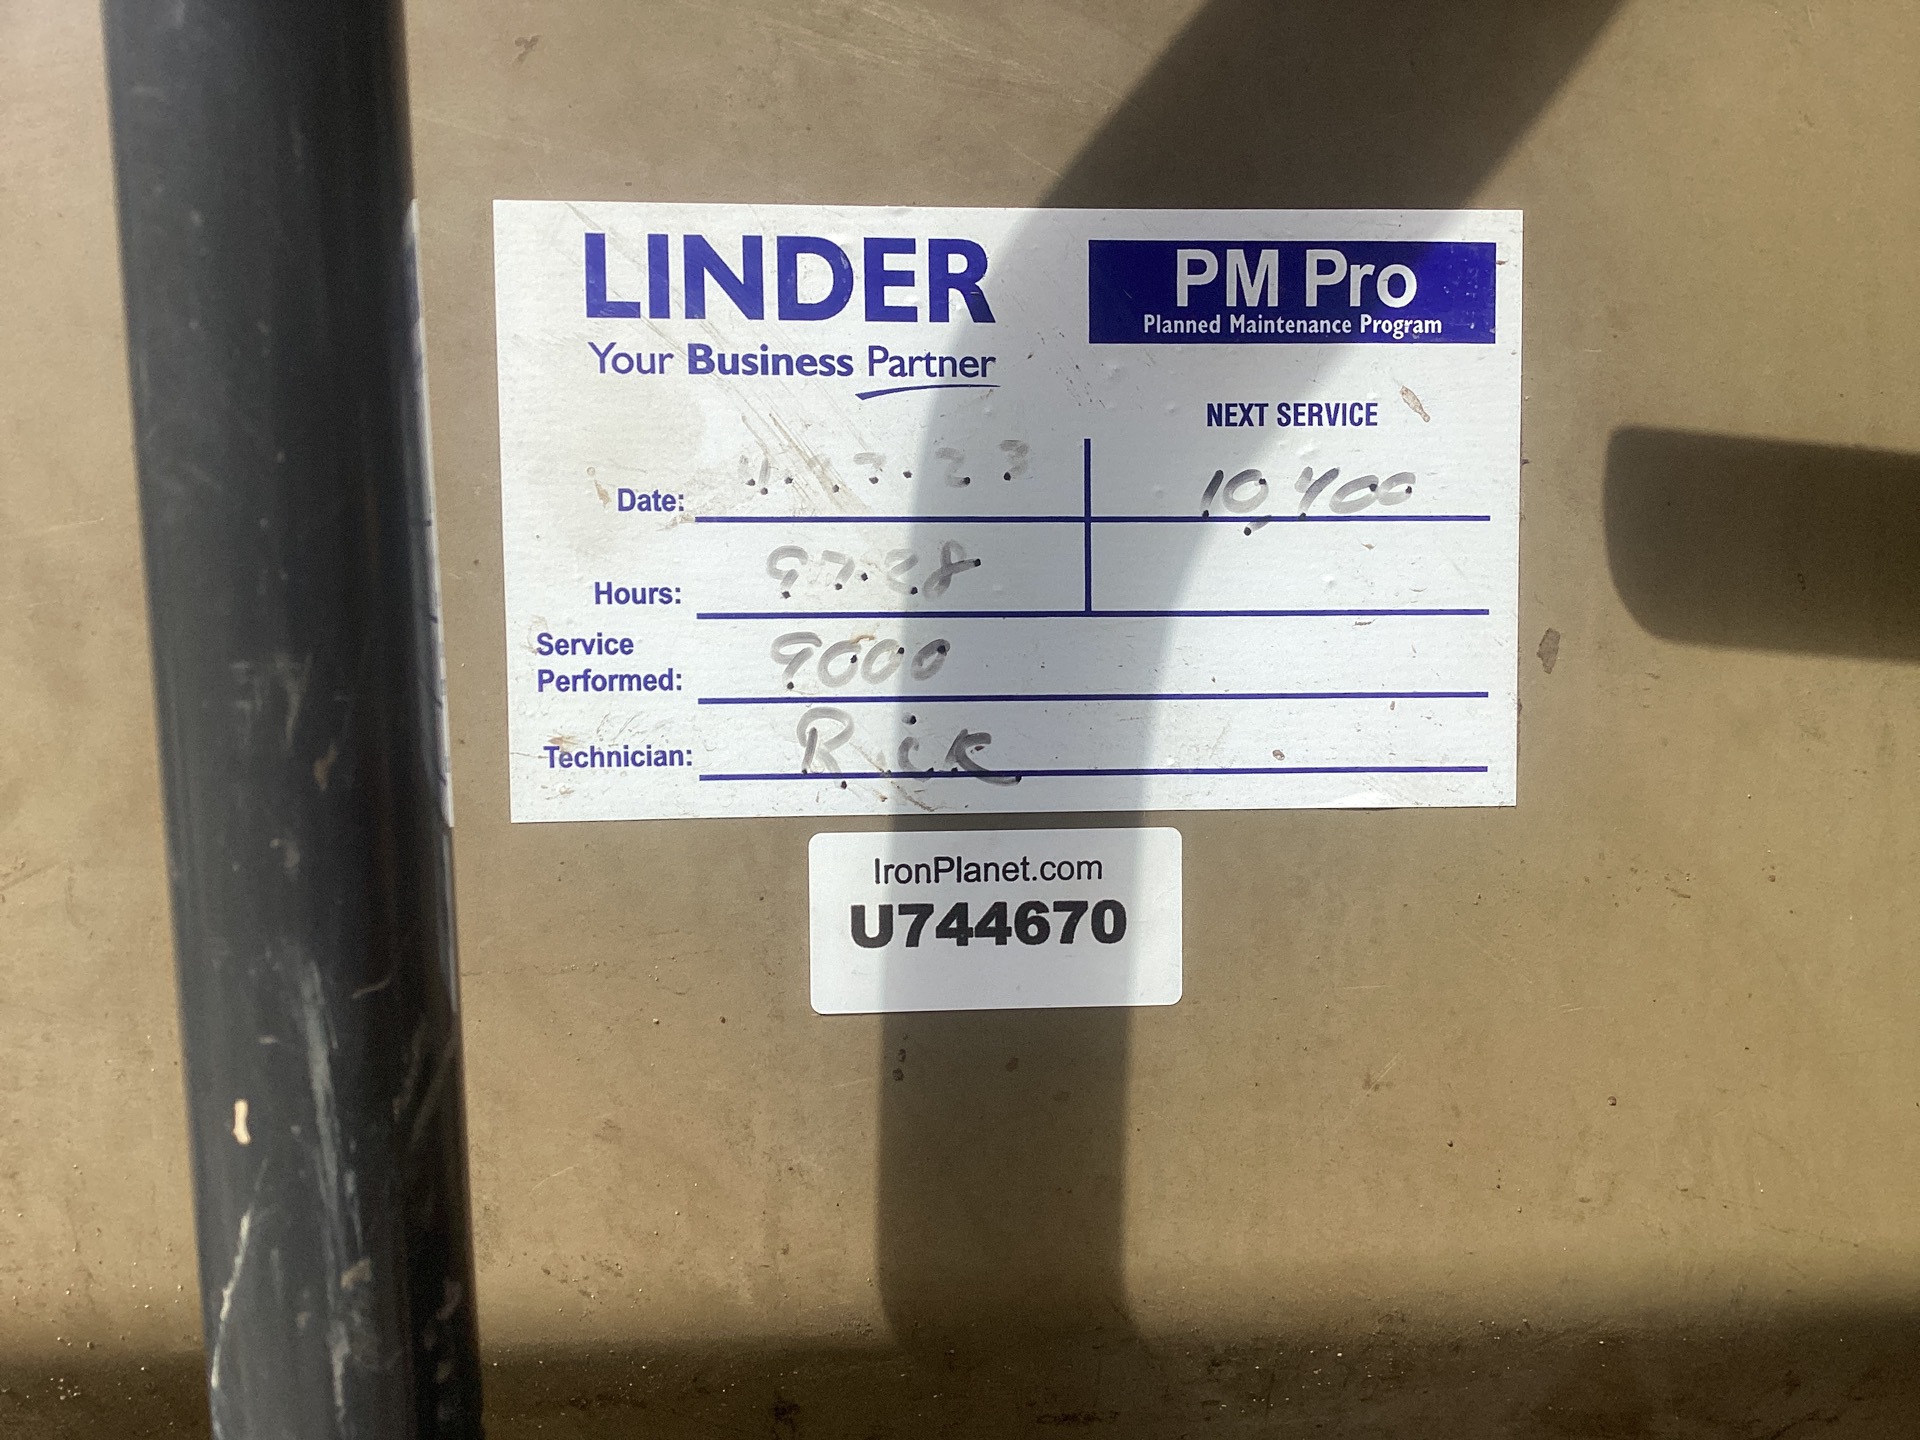 LINDER
Your Business Partner
PM Pro
Planned Maintenance Program
NEXT SERVICE
Date: 10,400
Hours: 9728
Service
Performed: 9000
Technician: Rick
IronPlanet.com
U744670